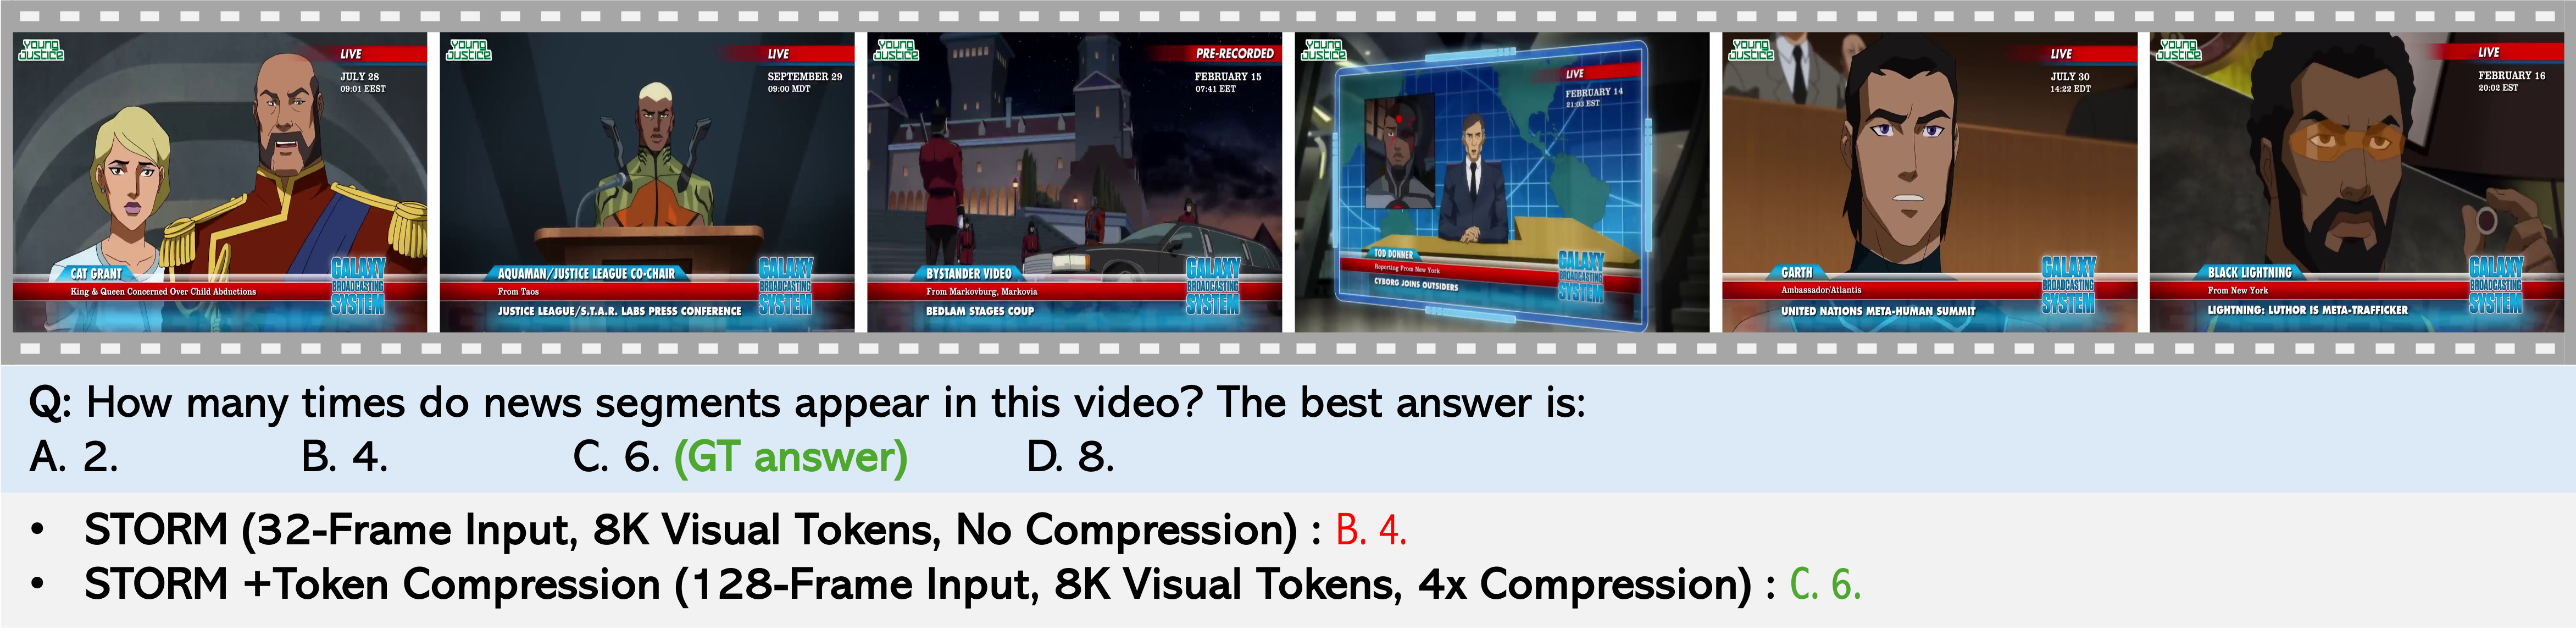 young
justice
LIVE
JULY 28
09:01 EEST
CAT GRANT
King & Queen Concerned Over Child Abductions
GALAXY
BROADCASTING
SYSTEM
young
justice
LIVE
SEPTEMBER 29
09:00 MDT
AQUAMAN/JUSTICE LEAGUE CO-CHAIR
From Taos
JUSTICE LEAGUE/S.T.A.R. LABS PRESS CONFERENCE
GALAXY
BROADCASTING
SYSTEM
young
justice
PRE-RECORDED
FEBRUARY 15
07:41 EET
BYSTANDER VIDEO
From Markovburg, Markovia
BEDLAM STAGES COUP
GALAXY
BROADCASTING
SYSTEM
young
justice
LIVE
FEBRUARY 14
21:03 EST
TOD DONNER
Reporting From New York
CYBORG JOINS OUTSIDERS
GALAXY
BROADCASTING
SYSTEM
young
justice
LIVE
JULY 30
14:22 EDT
GARTH
Ambassador/Atlantis
UNITED NATIONS META-HUMAN SUMMIT
GALAXY
BROADCASTING
SYSTEM
young
justice
LIVE
FEBRUARY 16
20:02 EST
BLACK LIGHTNING
From New York
LIGHTNING: LUTHOR IS META-TRAFFICKER
GALAXY
BROADCASTING
SYSTEM
Q: How many times do news segments appear in this video? The best answer is:
A. 2. B. 4. C. 6. (GT answer) D. 8.
• STORM (32-Frame Input, 8K Visual Tokens, No Compression) : B. 4.
• STORM +Token Compression (128-Frame Input, 8K Visual Tokens, 4x Compression) : C. 6.